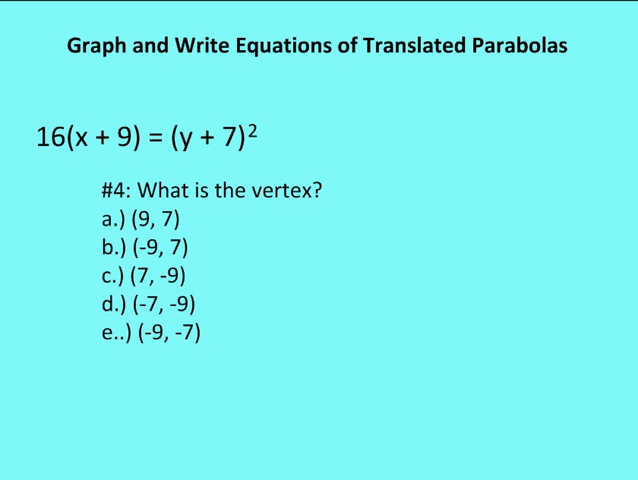 Graph and Write Equations of Translated Parabolas
16(x + 9) = (y + 7)²
#4: What is the vertex?
a.) (9, 7)
b.) (-9, 7)
c.) (7, -9)
d.) (-7, -9)
e..) (-9, -7)